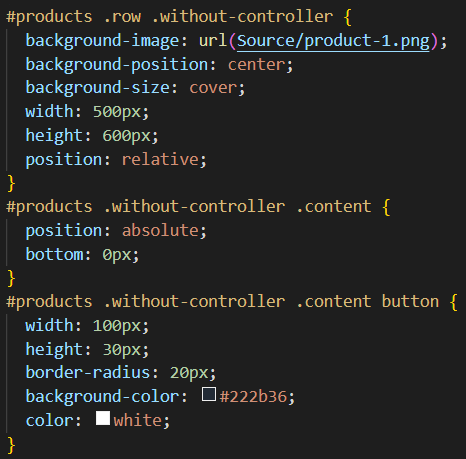 #products .row .without-controller {
background-image: url(Source/product-1.png);
background-position: center;
background-size: cover;
width: 500px;
height: 600px;
position: relative;
}
#products .without-controller .content {
position: absolute;
bottom: 0px;
}
#products .without-controller .content button {
width: 100px;
height: 30px;
border-radius: 20px;
background-color: #222b36;
color: white;
}